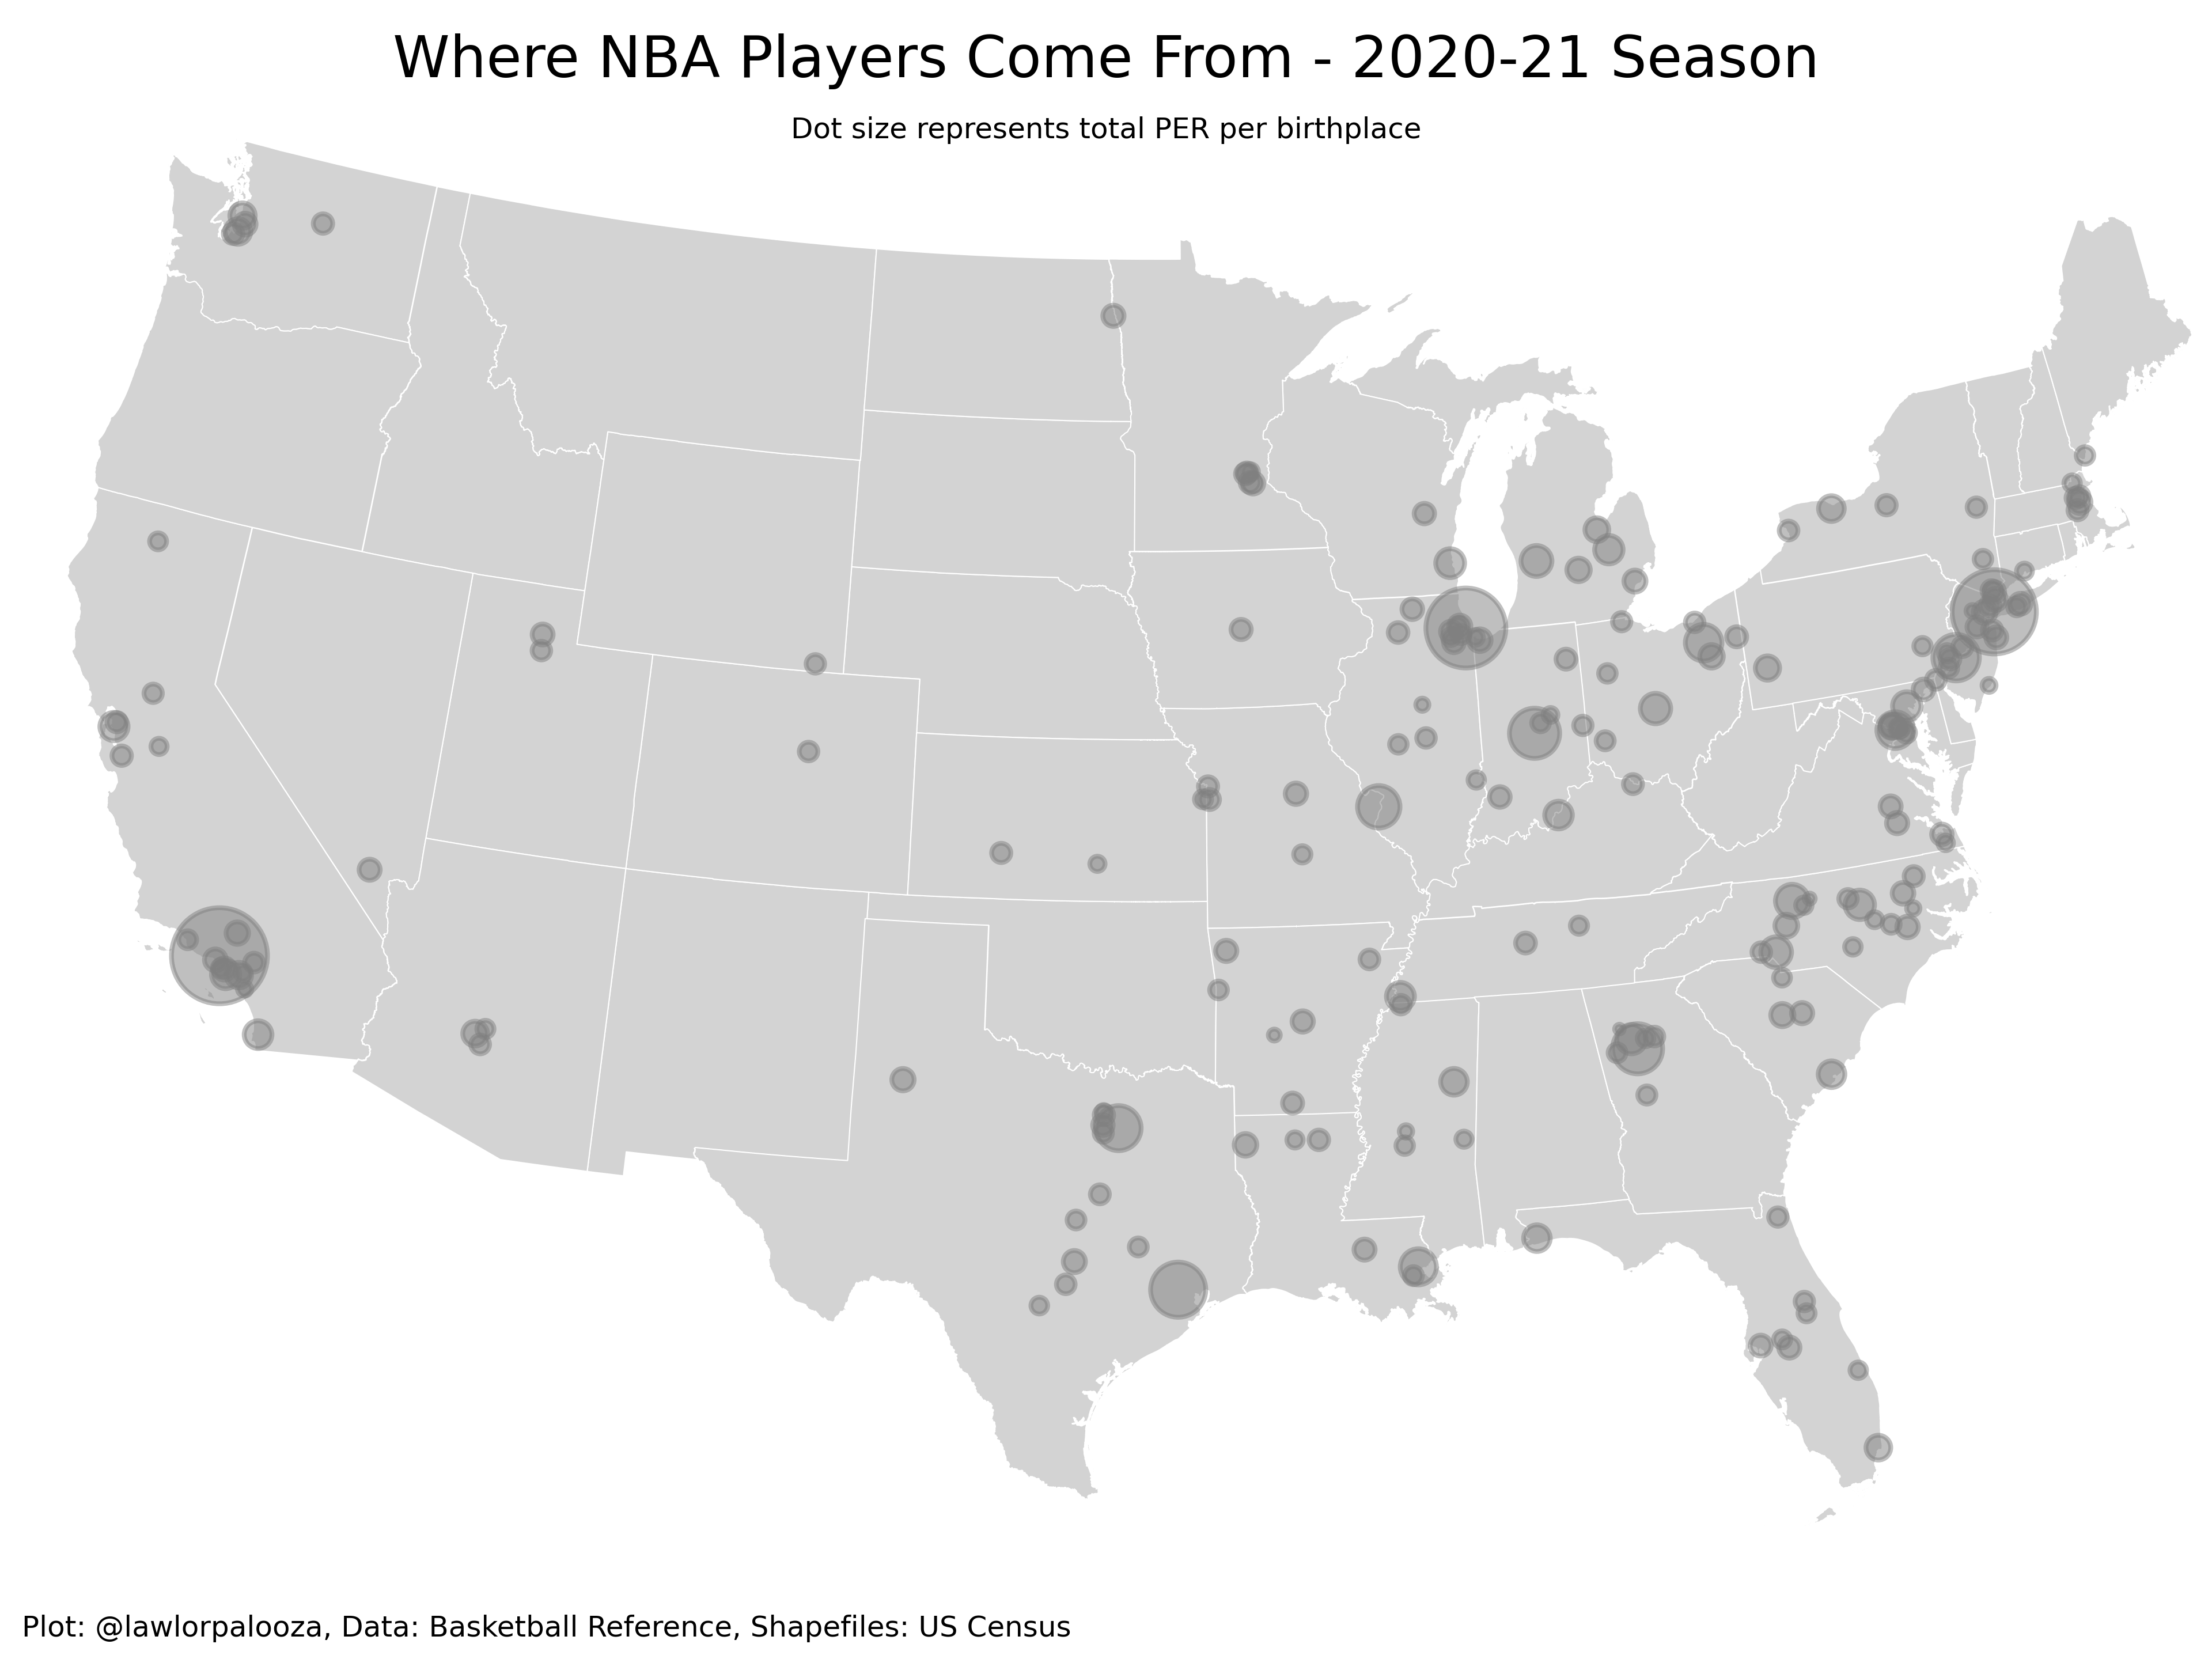 Where NBA Players Come From - 2020-21 Season
Dot size represents total PER per birthplace
Plot: @lawlorpalooza, Data: Basketball Reference, Shapefiles: US Census